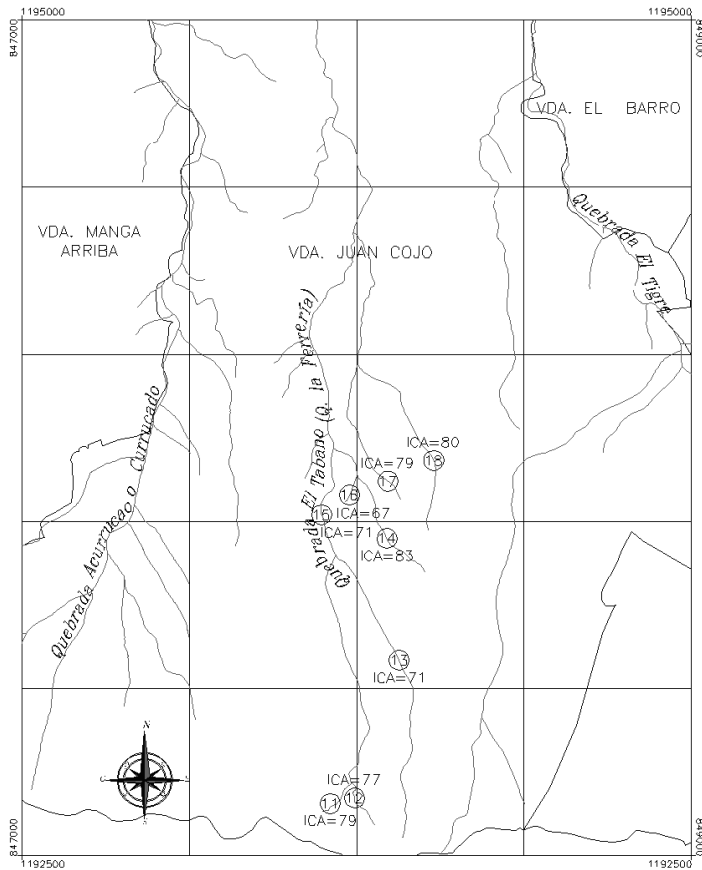 1195000
1195000
847000
849000
VDA. EL BARRO
Quebrada El Tigre
VDA. MANGA
ARRIBA
VDA. JUAN COJO
Quebrada El Tabano (Q. la Ferrería)
Quebrada Acurrucao o Currucado
ICA=80
18
ICA=79
17
16
ICA=67
15
ICA=71
14
ICA=83
13
ICA=71
N
S
ICA=77
12
11
ICA=79
847000
849000
1192500
1192500